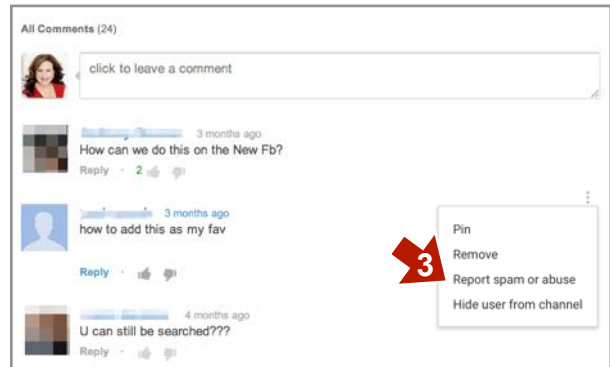 All Comments (24)
click to leave a comment
3 months ago
How can we do this on the New Fb?
Reply · 2
3 months ago
how to add this as my fav
Reply ·
4 months ago
U can still be searched???
Reply ·
Pin
Remove
3
Report spam or abuse
Hide user from channel